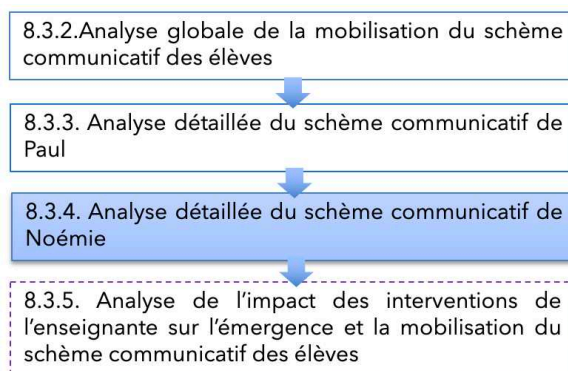 8.3.2.Analyse globale de la mobilisation du schème
communicatif des élèves
8.3.3. Analyse détaillée du schème communicatif de
Paul
8.3.4. Analyse détaillée du schème communicatif de
Noémie
8.3.5. Analyse de l'impact des interventions de
l'enseignante sur l'émergence et la mobilisation du
schème communicatif des élèves